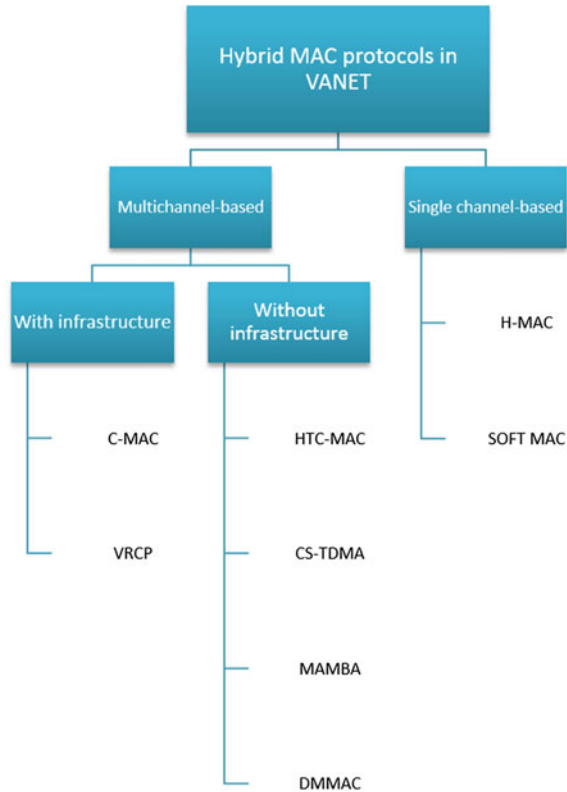 Hybrid MAC protocols in
VANET
Multichannel-based
Single channel-based
With infrastructure
Without
infrastructure
C-MAC
VRCP
HTC-MAC
CS-TDMA
MAMBA
DMMAC
H-MAC
SOFT MAC